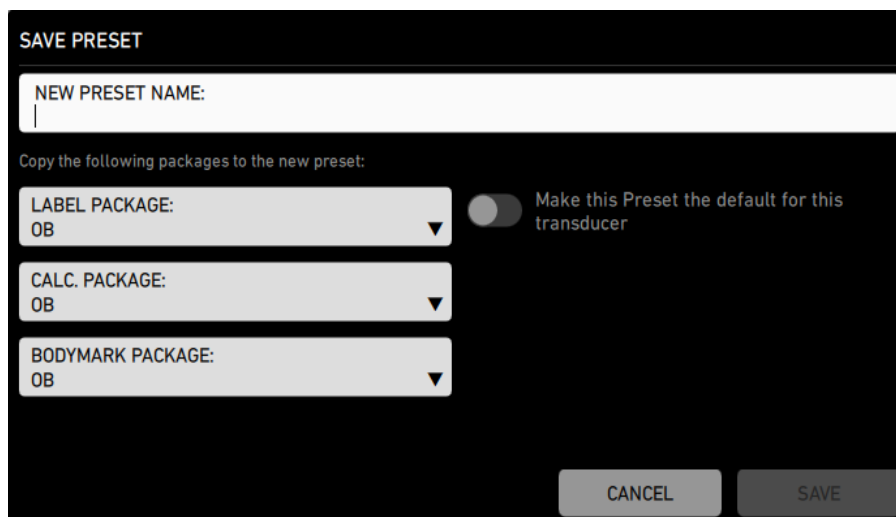 SAVE PRESET
NEW PRESET NAME:
Copy the following packages to the new preset:
LABEL PACKAGE:
OB
Make this Preset the default for this
transducer
CALC. PACKAGE:
OB
BODYMARK PACKAGE:
OB
CANCEL
SAVE